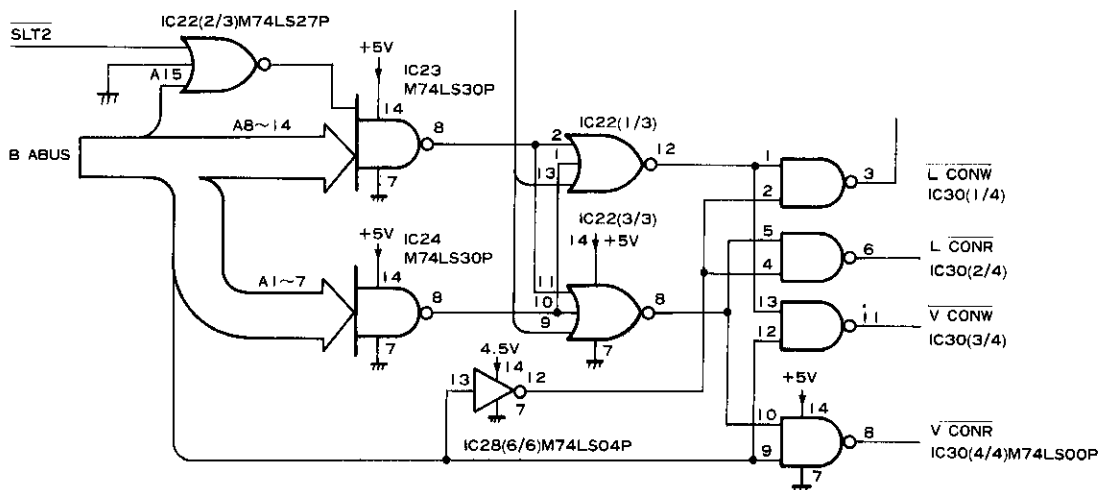 SLT2
IC22(2/3)M74LS27P
+5V
IC23
M74LS30P
A15
14
A8~14
8
7
B ABUS
IC22(1/3)
2
1
13
12
1
2
3
L CONW
IC30(1/4)
IC22(3/3)
14
+5V
5
4
6
L CONR
IC30(2/4)
+5V
IC24
M74LS30P
14
A1~7
8
7
11
10
9
8
7
13
12
11
V CONW
IC30(3/4)
4.5V
14
13
12
7
IC28(6/6)M74LS04P
+5V
14
10
9
8
7
V CONR
IC30(4/4)M74LS00P